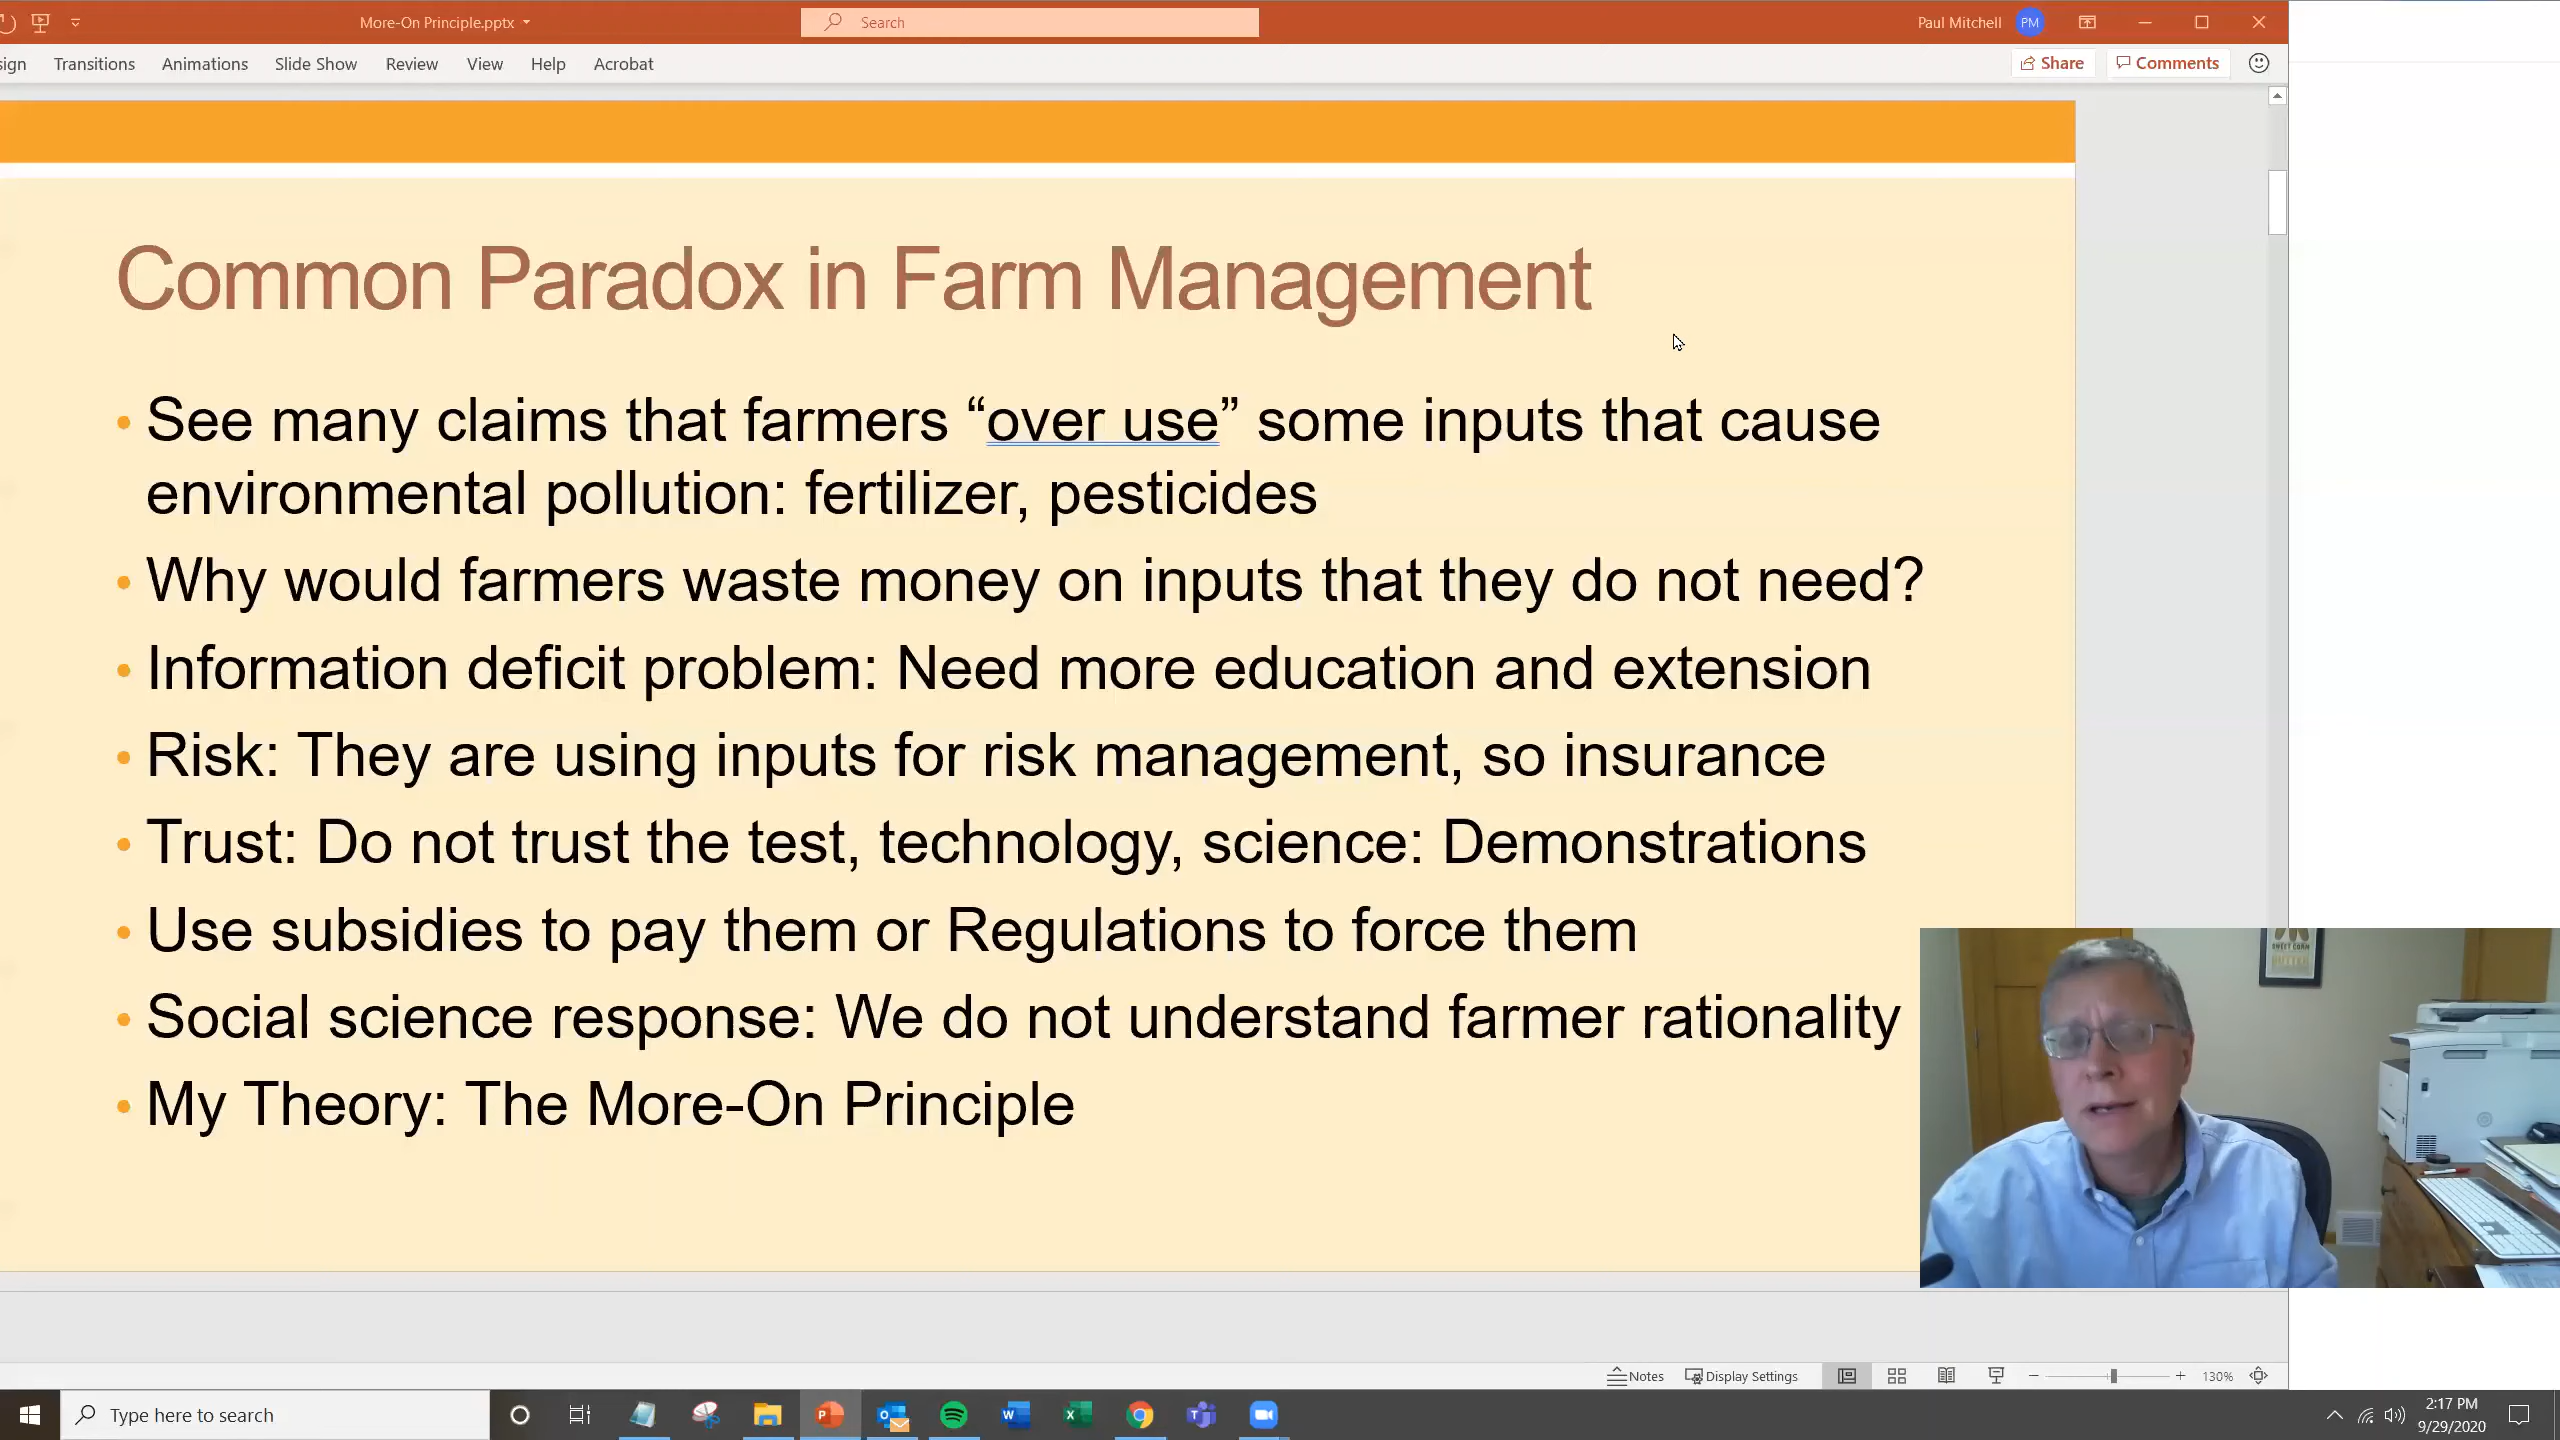 More-On Principle.pptx
Search
Paul Mitchell
PM
sign
Transitions
Animations
Slide Show
Review
View
Help
Acrobat
Share
Comments
Common Paradox in Farm Management
• See many claims that farmers “over use” some inputs that cause
environmental pollution: fertilizer, pesticides
• Why would farmers waste money on inputs that they do not need?
• Information deficit problem: Need more education and extension
• Risk: They are using inputs for risk management, so insurance
• Trust: Do not trust the test, technology, science: Demonstrations
• Use subsidies to pay them or Regulations to force them
• Social science response: We do not understand farmer rationality
• My Theory: The More-On Principle
SWEET CORN
Notes
Display Settings
130%
Type here to search
2:17 PM
9/29/2020